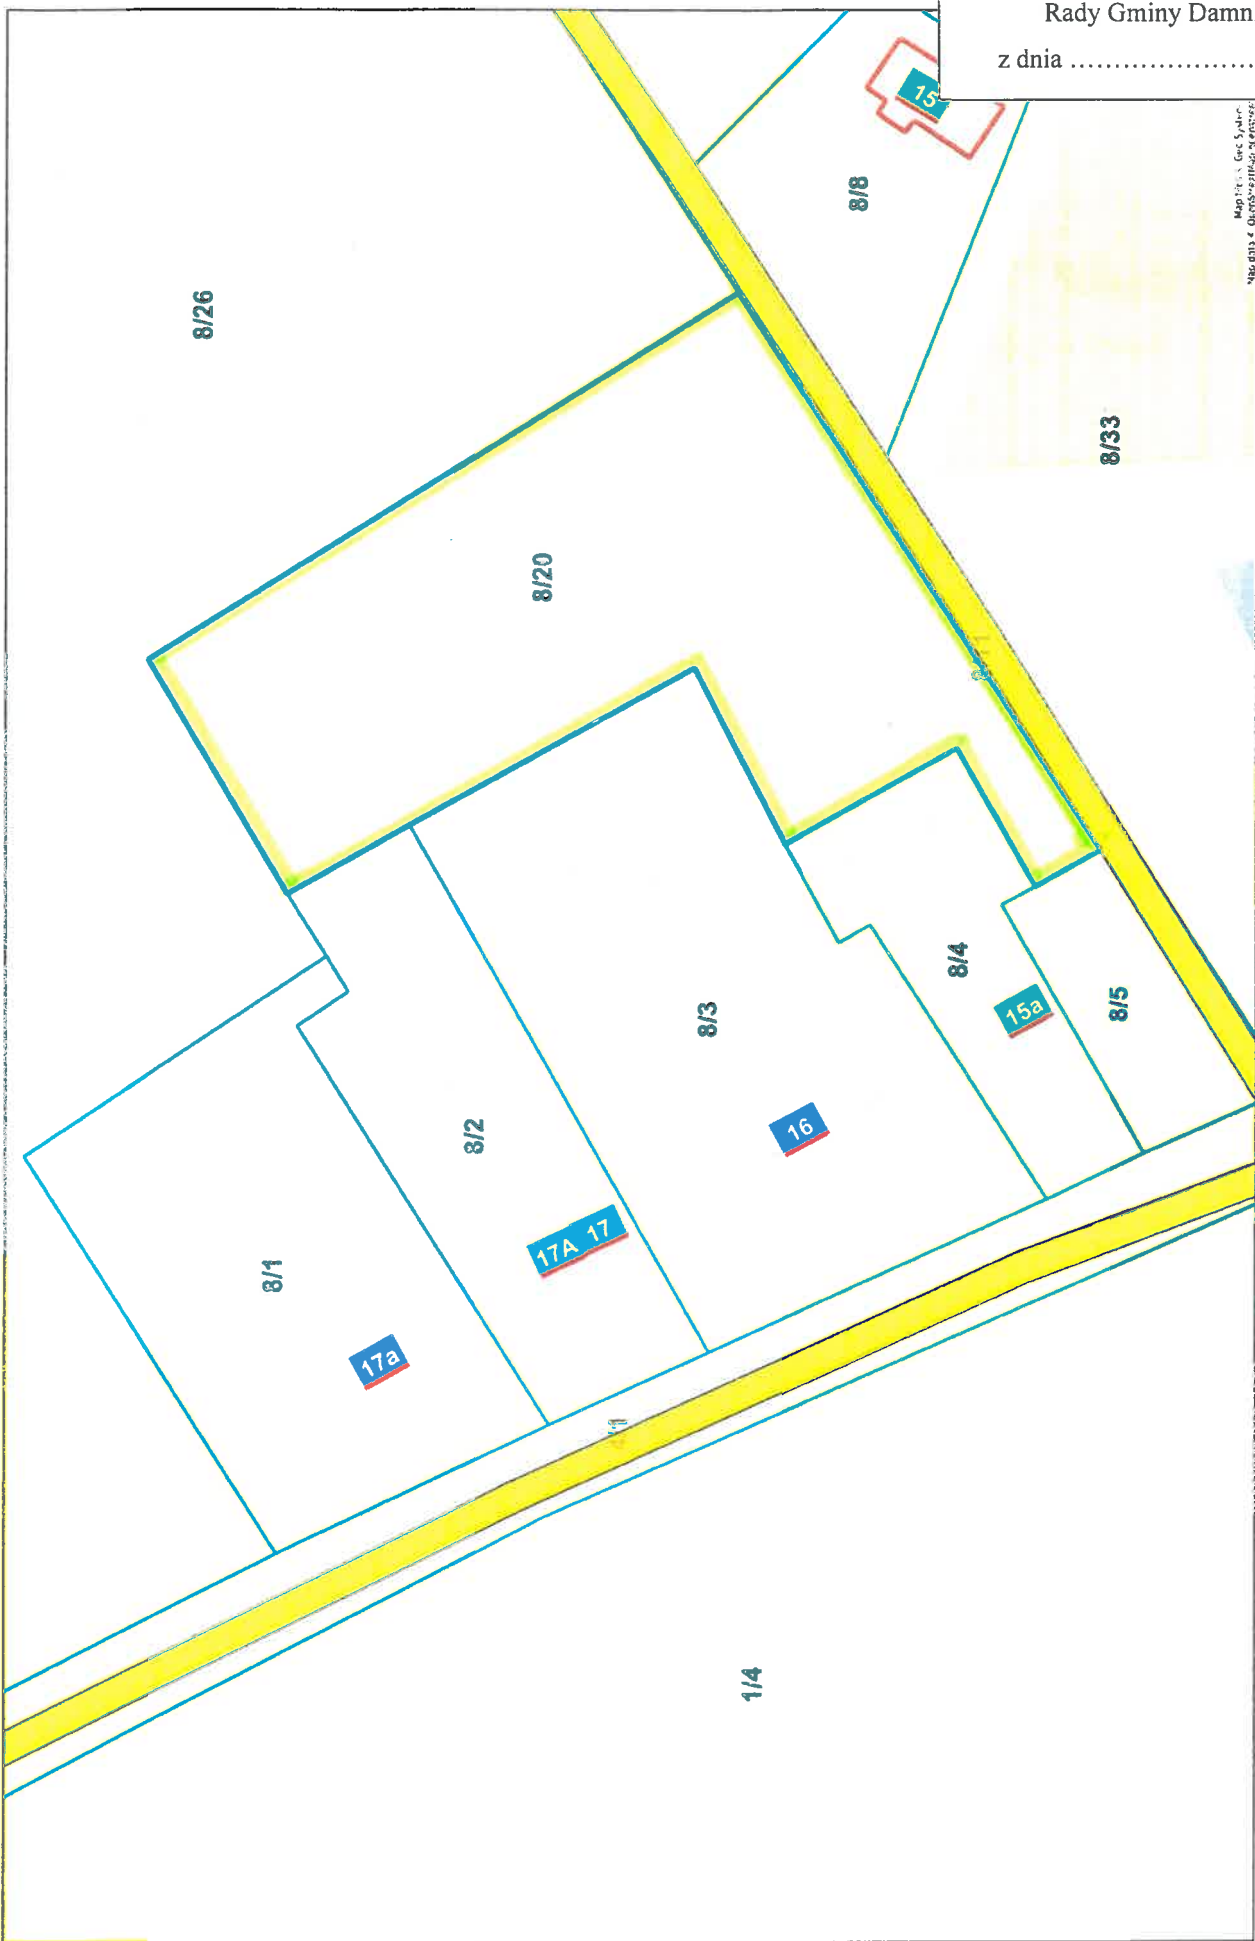 Rady Gminy Damn
z dnia ........................
15
8/8
8/26
8/33
8/20
8/4
15a
8/5
8/3
16
8/2
17A 17
8/1
17a
1/4